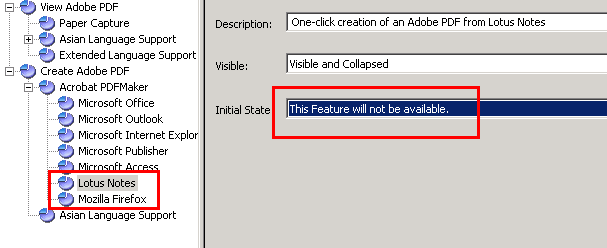 View Adobe PDF
Paper Capture
Asian Language Support
Extended Language Support
Create Adobe PDF
Acrobat PDFMaker
Microsoft Office
Microsoft Outlook
Microsoft Internet Explor
Microsoft Publisher
Microsoft Access
Lotus Notes
Mozilla Firefox
Asian Language Support
Description: One-click creation of an Adobe PDF from Lotus Notes
Visible: Visible and Collapsed
Initial State This Feature will not be available.